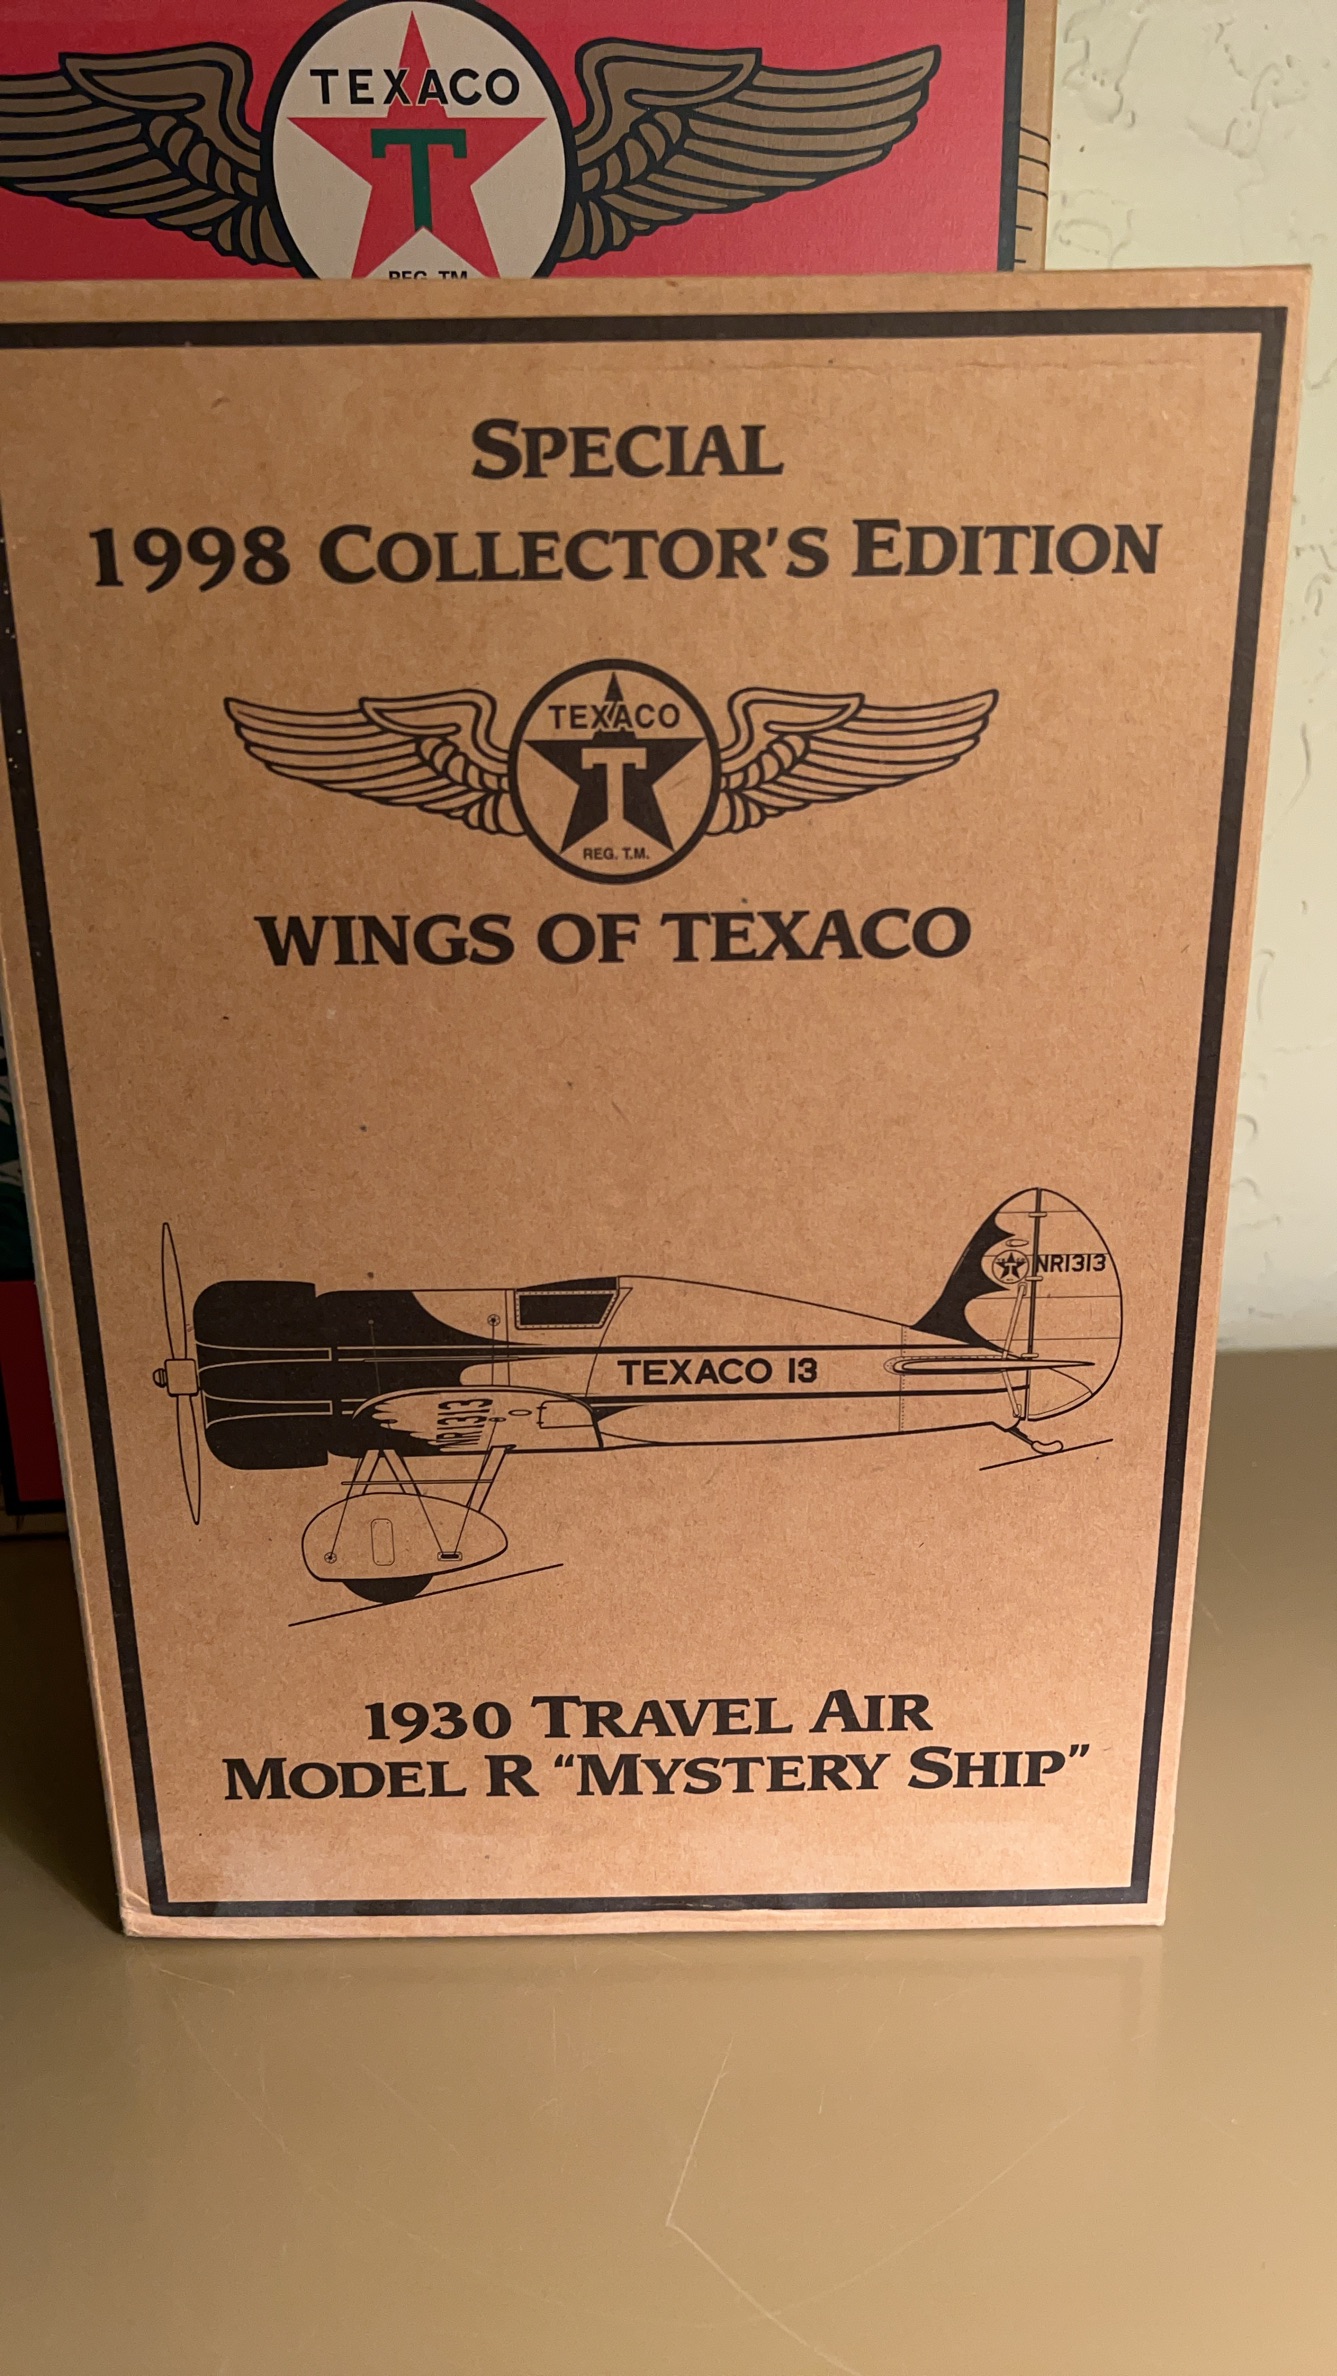 TEXACO
T
REG. TM
SPECIAL
1998 COLLECTOR'S EDITION
TEXACO
T
REG. T.M.
WINGS OF TEXACO
NR1313
TEXACO 13
NR1313
1930 TRAVEL AIR
MODEL R “MYSTERY SHIP”